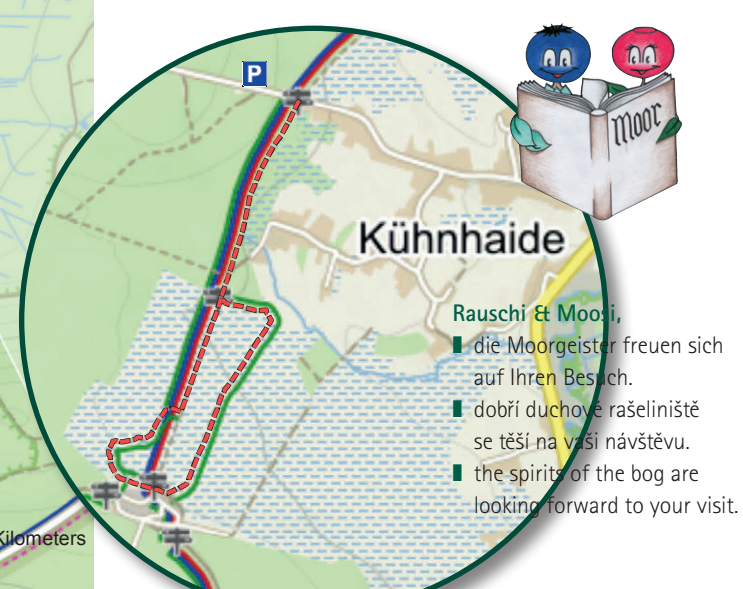 P
Moor
Kühnhaide
Rauschi & Moosi,
die Moorgeister freuen sich
auf Ihren Besuch.
dobří duchové rašeliniště
se těší na vaši návštěvu.
the spirits of the bog are
looking forward to your visit.
Kilometers